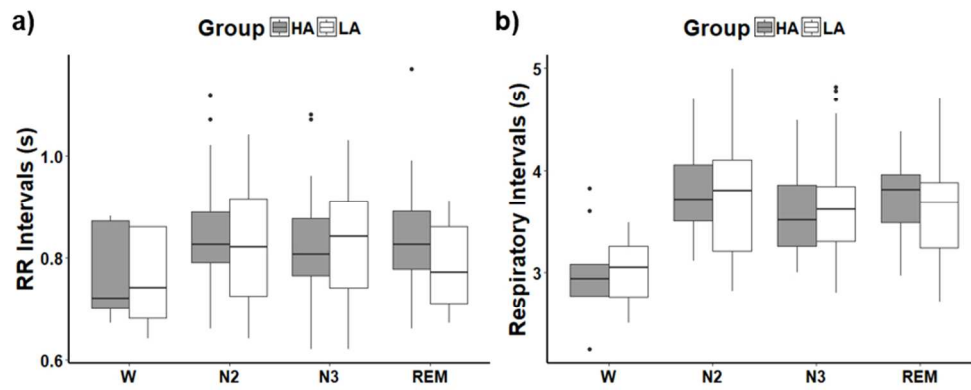 a)
Group HA LA
RR Intervals (s)
1.0
0.8
0.6
W N2 N3 REM
b)
Group HA LA
Respiratory Intervals (s)
5
4
3
W N2 N3 REM